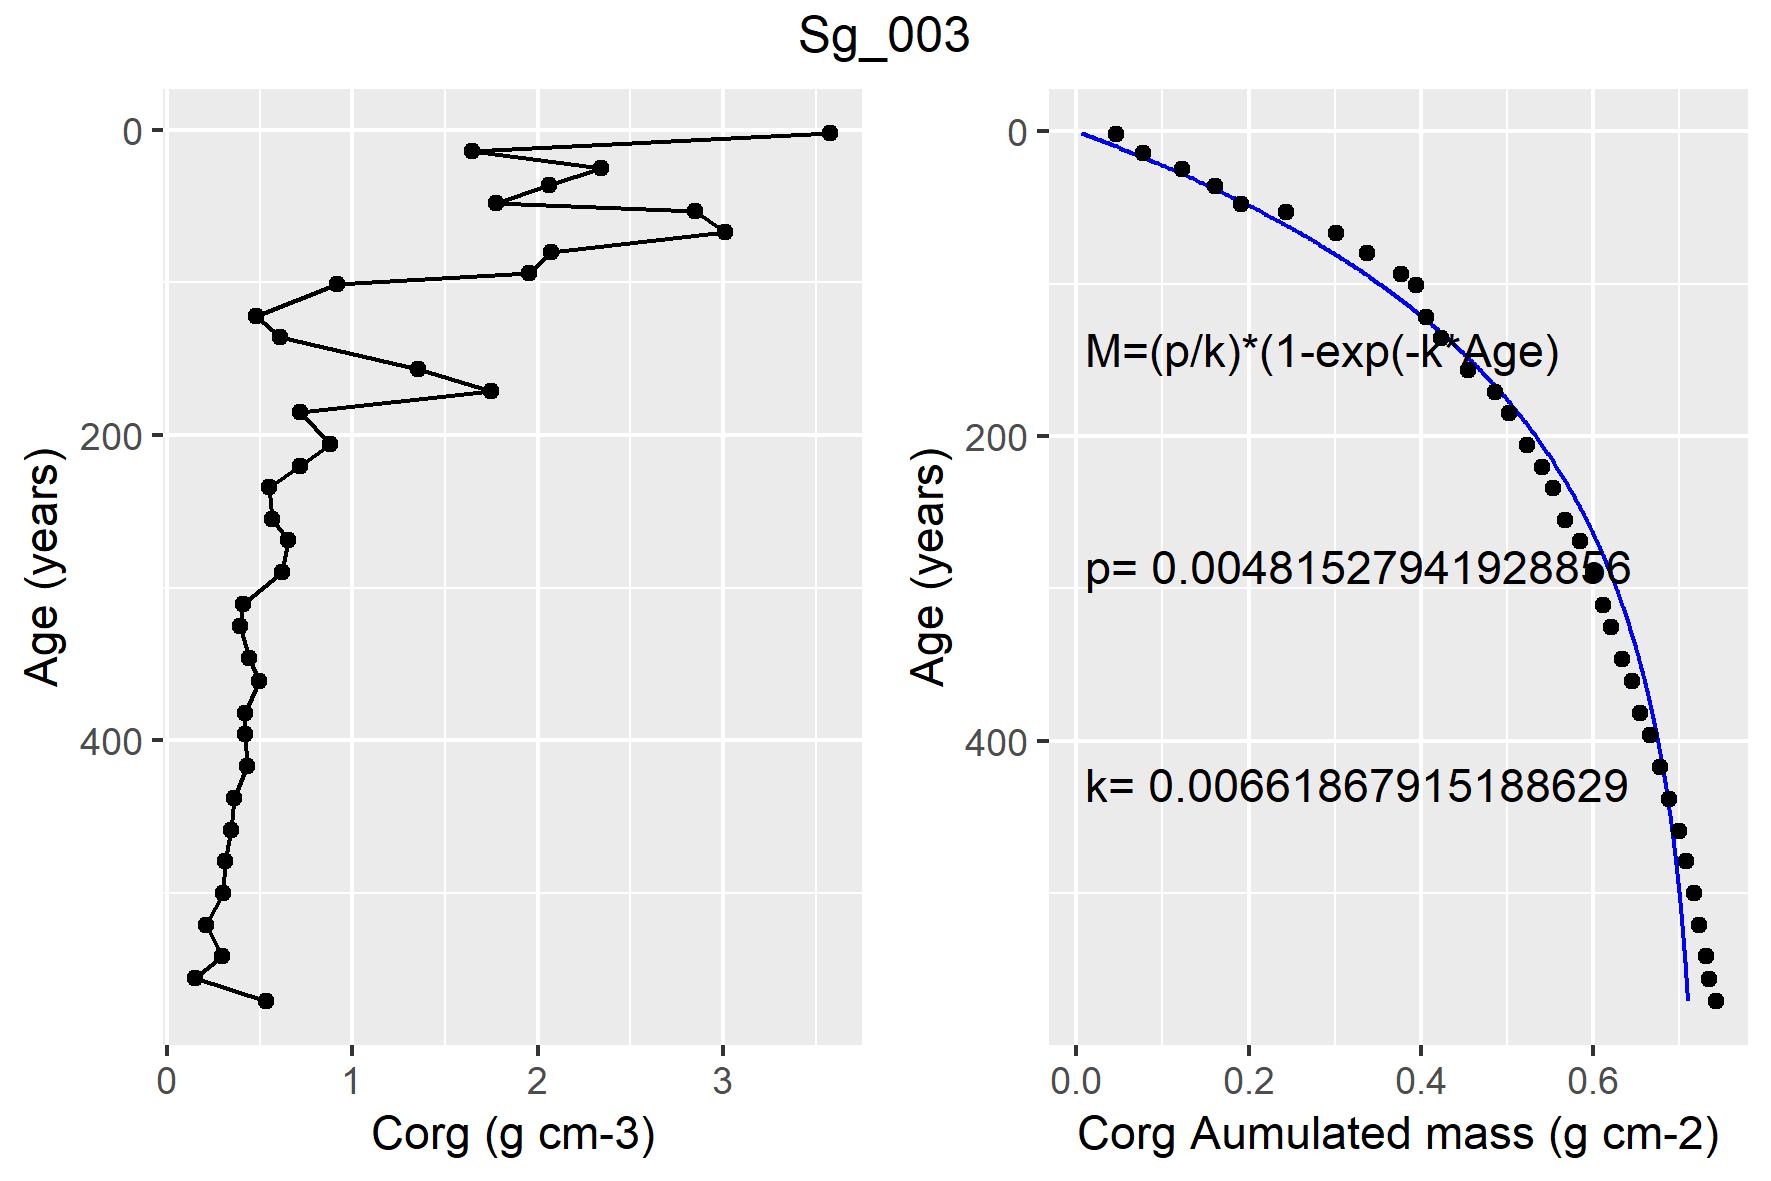 Sg_003
0
200
400
Age (years)
0
1
2
3
Corg (g cm-3)
0
200
400
Age (years)
M=(p/k)*(1-exp(-k*Age)
p= 0.00481527941928856
k= 0.00661867915188629
0.0
0.2
0.4
0.6
Corg Aumulated mass (g cm-2)